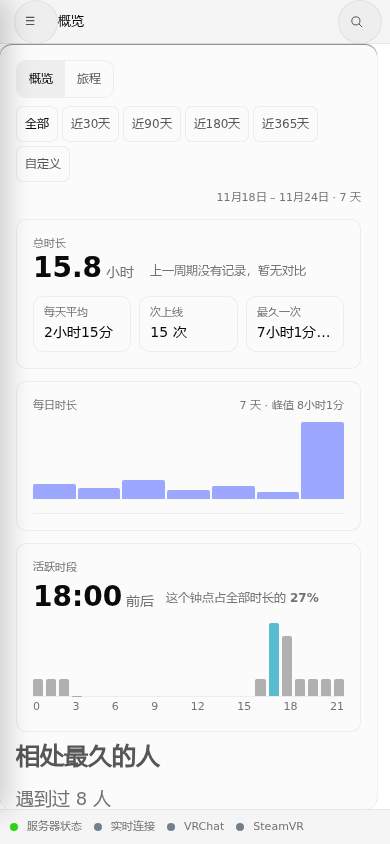 ☰ 概览
概览 旅程
全部 近30天 近90天 近180天 近365天
自定义
11月18日 – 11月24日 · 7 天
总时长
15.8 小时 上一周期没有记录，暂无对比
每天平均 次上线 最久一次
2小时15分 15 次 7小时1分…
每日时长 7 天 · 峰值 8小时1分
活跃时段
18:00 前后 这个钟点占全部时长的 27%
0 3 6 9 12 15 18 21
相处最久的人
遇到过 8 人
服务器状态 实时连接 VRChat SteamVR